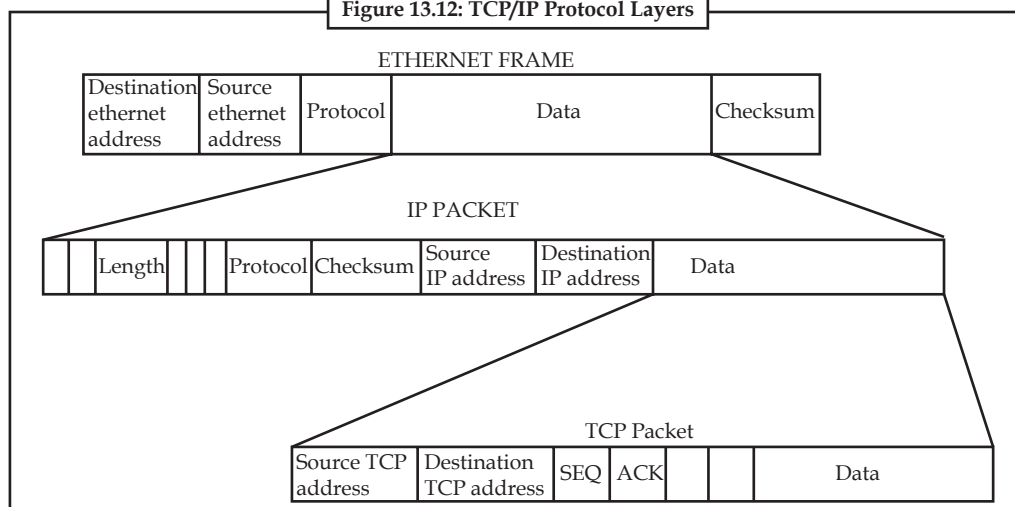 Figure 13.12: TCP/IP Protocol Layers
ETHERNET FRAME
Destination
ethernet
address
Source
ethernet
address
Protocol
Data
Checksum
IP PACKET
Length
Protocol
Checksum
Source
IP address
Destination
IP address
Data
TCP Packet
Source TCP
address
Destination
TCP address
SEQ
ACK
Data